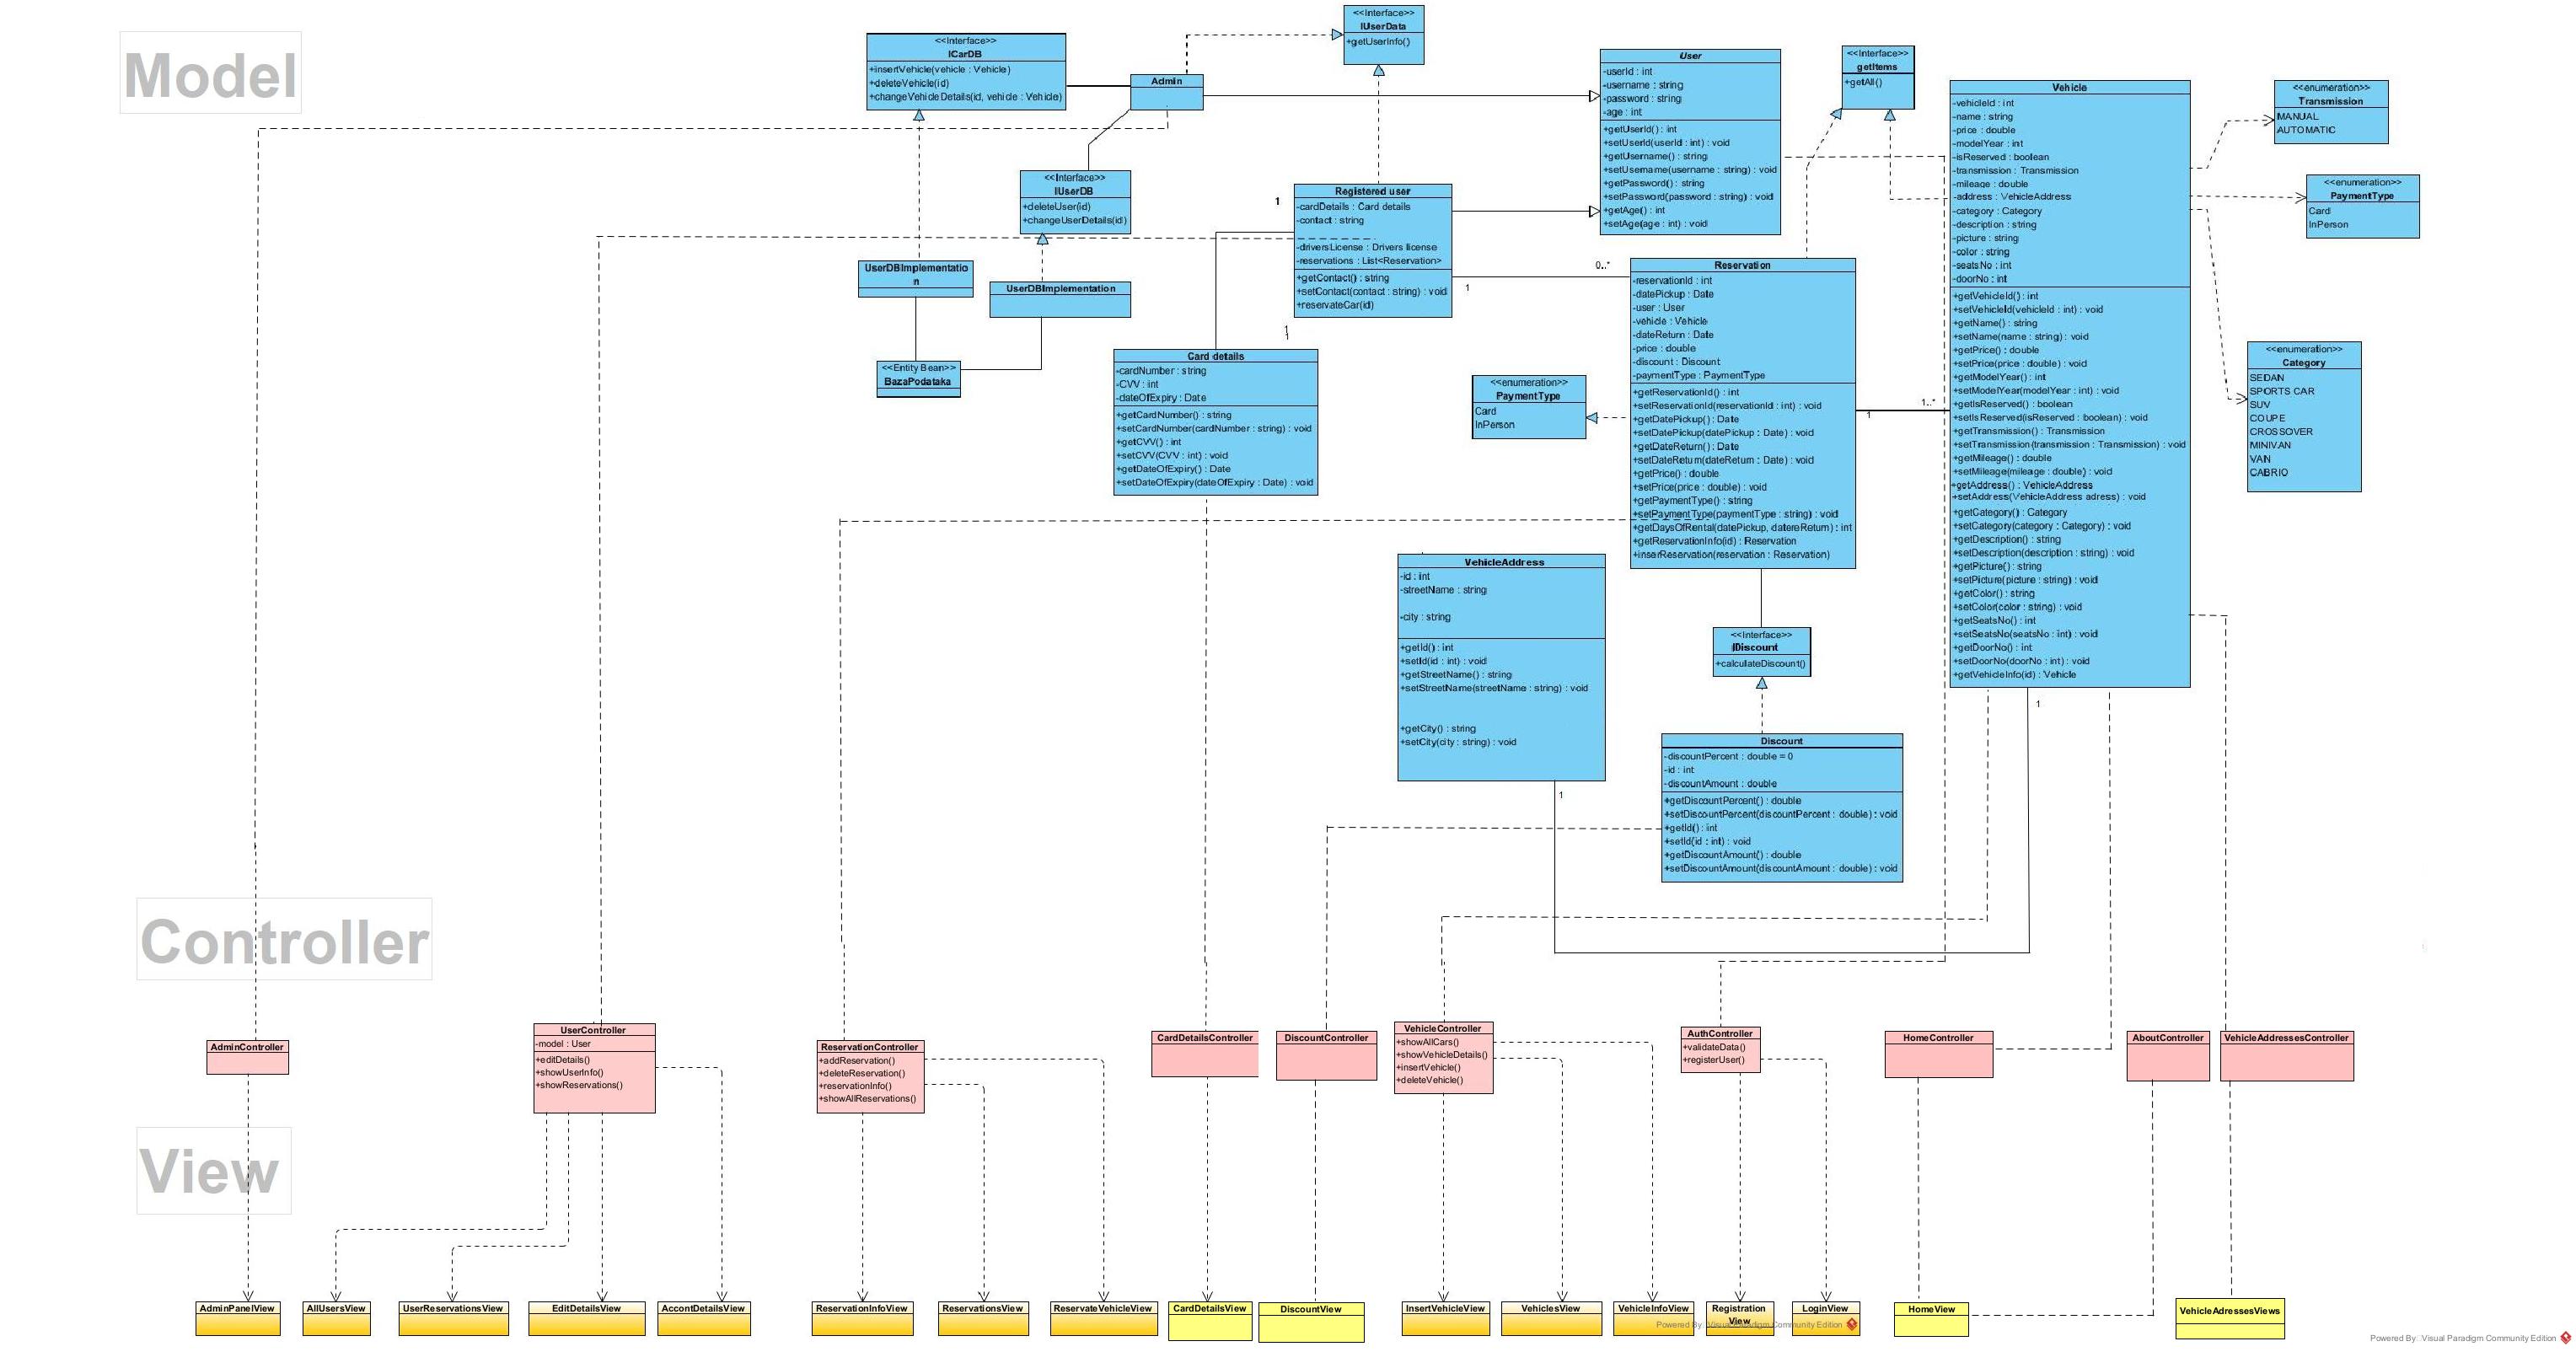 Model
<<Interface>>
ICarDB
+insertVehicle(vehicle : Vehicle)
+deleteVehicle(id)
+changeVehicleDetails(id, vehicle : Vehicle)
Admin
<<Interface>>
IUserData
+getUserInfo()
<<Interface>>
IUserDB
+deleteUser(id)
+changeUserDetails(id)
UserDBImplementatio
n
UserDBImplementation
<<Entity Bean>>
BazaPodataka
1
Registered user
-cardDetails : Card details
-contact : string
-driversLicense : Drivers license
-reservations : List<Reservation>
+getContact() : string
+setContact(contact : string) : void
+reservateCar(id)
1
1
0..*
User
-userId : int
-username : string
-password : string
-age : int
+getUserId() : int
+setUserId(userId : int) : void
+getUsername() : string
+setUsername(username : string) : void
+getPassword() : string
+setPassword(password : string) : void
+getAge() : int
+setAge(age : int) : void
<<Interface>>
getItems
+getAll()
Card details
-cardNumber : string
-CVV : int
-dateOfExpiry : Date
+getCardNumber() : string
+setCardNumber(cardNumber : string) : void
+getCVV() : int
+setCVV(CVV : int) : void
+getDateOfExpiry() : Date
+setDateOfExpiry(dateOfExpiry : Date) : void
<<enumeration>>
PaymentType
Card
InPerson
Reservation
-reservationId : int
-datePickup : Date
-user : User
-vehicle : Vehicle
-dateReturn : Date
-price : double
-discount : Discount
-paymentType : PaymentType
+getReservationId() : int
+setReservationId(reservationId : int) : void
+getDatePickup() : Date
+setDatePickup(datePickup : Date) : void
+getDateReturn() : Date
+setDateReturn(dateReturn : Date) : void
+getPrice() : double
+setPrice(price : double) : void
+getPaymentType() : string
+setPaymentType(paymentType : string) : void
+getDaysOfRental(datePickup, datereReturn) : int
+getReservationInfo(id) : Reservation
+inserReservation(reservation : Reservation)
1
1..*
Vehicle
-vehicleId : int
-name : string
-price : double
-modelYear : int
-isReserved : boolean
-transmission : Transmission
-mileage : double
-address : VehicleAddress
-category : Category
-description : string
-picture : string
-color : string
-seatsNo : int
-doorNo : int
+getVehicleId() : int
+setVehicleId(vehicleId : int) : void
+getName() : string
+setName(name : string) : void
+getPrice() : double
+setPrice(price : double) : void
+getModelYear() : int
+setModelYear(modelYear : int) : void
+getIsReserved() : boolean
+setIsReserved(isReserved : boolean) : void
+getTransmission() : Transmission
+setTransmission(transmission : Transmission) : void
+getMileage() : double
+setMileage(mileage : double) : void
+getAddress() : VehicleAddress
+setAddress(VehicleAddress adress) : void
+getCategory() : Category
+setCategory(category : Category) : void
+getDescription() : string
+setDescription(description : string) : void
+getPicture() : string
+setPicture(picture : string) : void
+getColor() : string
+setColor(color : string) : void
+getSeatsNo() : int
+setSeatsNo(seatsNo : int) : void
+getDoorNo() : int
+setDoorNo(doorNo : int) : void
+getVehicleInfo(id) : Vehicle
1
<<enumeration>>
Transmission
MANUAL
AUTOMATIC
<<enumeration>>
PaymentType
Card
InPerson
<<enumeration>>
Category
SEDAN
SPORTS CAR
SUV
COUPE
CROSSOVER
MINIVAN
VAN
CABRIO
VehicleAddress
-id : int
-streetName : string
-city : string
+getId() : int
+setId(id : int) : void
+getStreetName() : string
+setStreetName(streetName : string) : void
+getCity() : string
+setCity(city : string) : void
1
<<Interface>>
IDiscount
+calculateDiscount()
Discount
-discountPercent : double = 0
-id : int
-discountAmount : double
+getDiscountPercent() : double
+setDiscountPercent(discountPercent : double) : void
+getId() : int
+setId(id : int) : void
+getDiscountAmount() : double
+setDiscountAmount(discountAmount : double) : void
Controller
AdminController
UserController
-model : User
+editDetails()
+showUserInfo()
+showReservations()
ReservationController
+addReservation()
+deleteReservation()
+reservationInfo()
+showAllReservations()
CardDetailsController
DiscountController
VehicleController
+showAllCars()
+showVehicleDetails()
+insertVehicle()
+deleteVehicle()
AuthController
+validateData()
+registerUser()
HomeController
AboutController
VehicleAddressesController
View
AdminPanelView
AllUsersView
UserReservationsView
EditDetailsView
AccontDetailsView
ReservationInfoView
ReservationsView
ReservateVehicleView
CardDetailsView
DiscountView
InsertVehicleView
VehiclesView
VehicleInfoView
Registration
View
LoginView
HomeView
VehicleAdressesViews
Powered By: Visual Paradigm Community Edition
Powered By: Visual Paradigm Community Edition